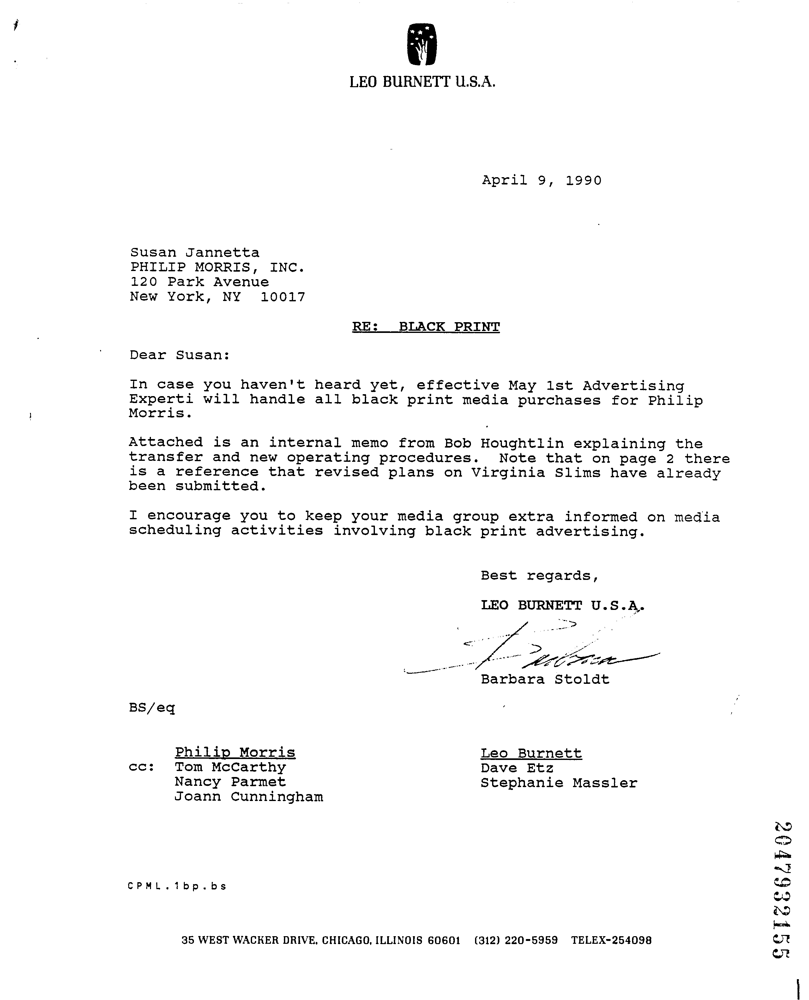 LEO BURNETT U.S.A.
April 9, 1990
Susan Jannetta
PHILIP MORRIS, INC.
120 Park Avenue
New York, NY 10017
RE: BLACK PRINT
Dear Susan:
In case you haven't heard yet, effective May 1st Advertising
Experti will handle all black print media purchases for Philip
Morris.
Attached is an internal memo from Bob Houghtlin explaining the
transfer and new operating procedures. Note that on page 2 there
is a reference that revised plans on Virginia Slims have already
been submitted.
I encourage you to keep your media group extra informed on media
scheduling activities involving black print advertising.
Best regards,
LEO BURNETT U.S.A.
Barbara
Barbara Stoldt
BS/eq
Philip Morris
cc: Tom McCarthy
Nancy Parmet
Joann Cunningham
Leo Burnett
Dave Etz
Stephanie Massler
CPML.1bp.bs
35 WEST WACKER DRIVE, CHICAGO, ILLINOIS 60601 (312) 220-5959 TELEX-254098
2047932155